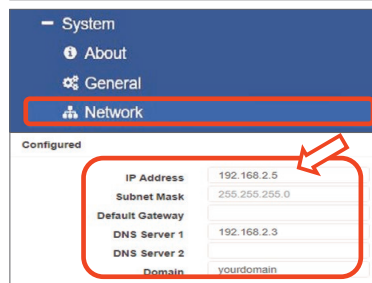 System
About
General
Network
Configured
IP Address 192.168.2.5
Subnet Mask 255.255.255.0
Default Gateway
DNS Server 1 192.168.2.3
DNS Server 2
Domain yourdomain